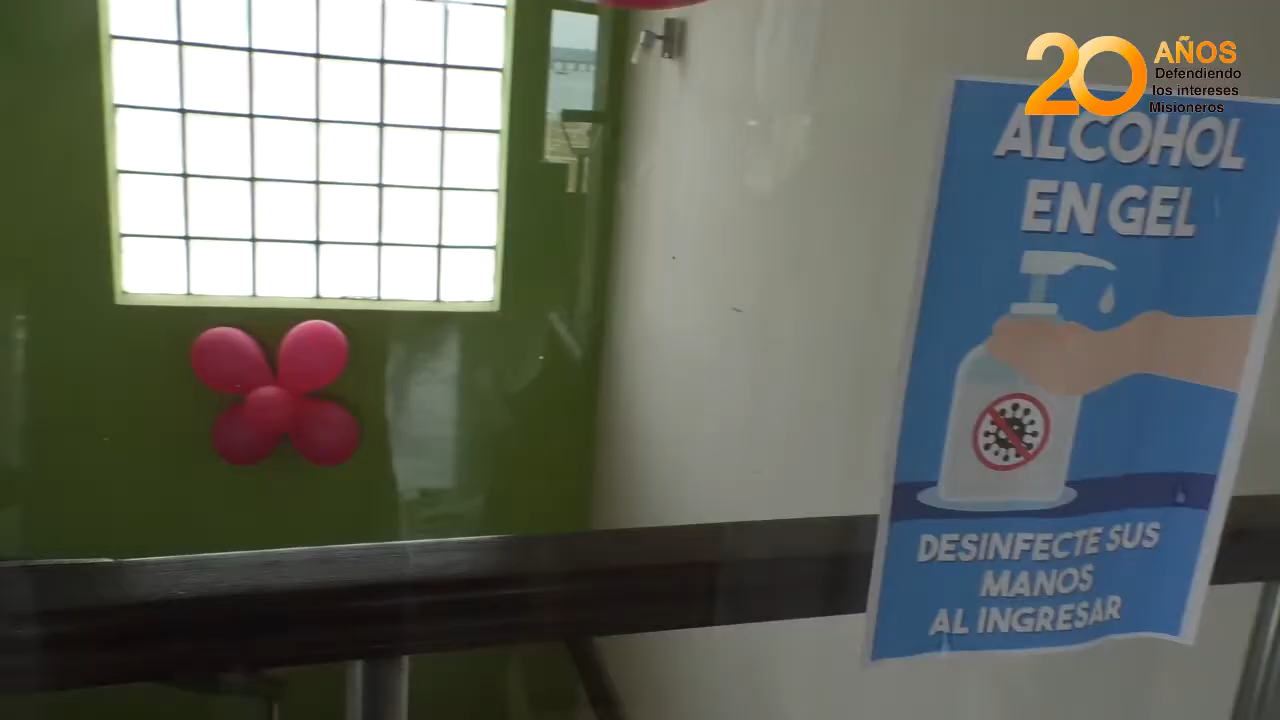 20 AÑOS
Defendiendo
los intereses
Misioneros
ALCOHOL
EN GEL
DESINFECTE SUS
MANOS
AL INGRESAR